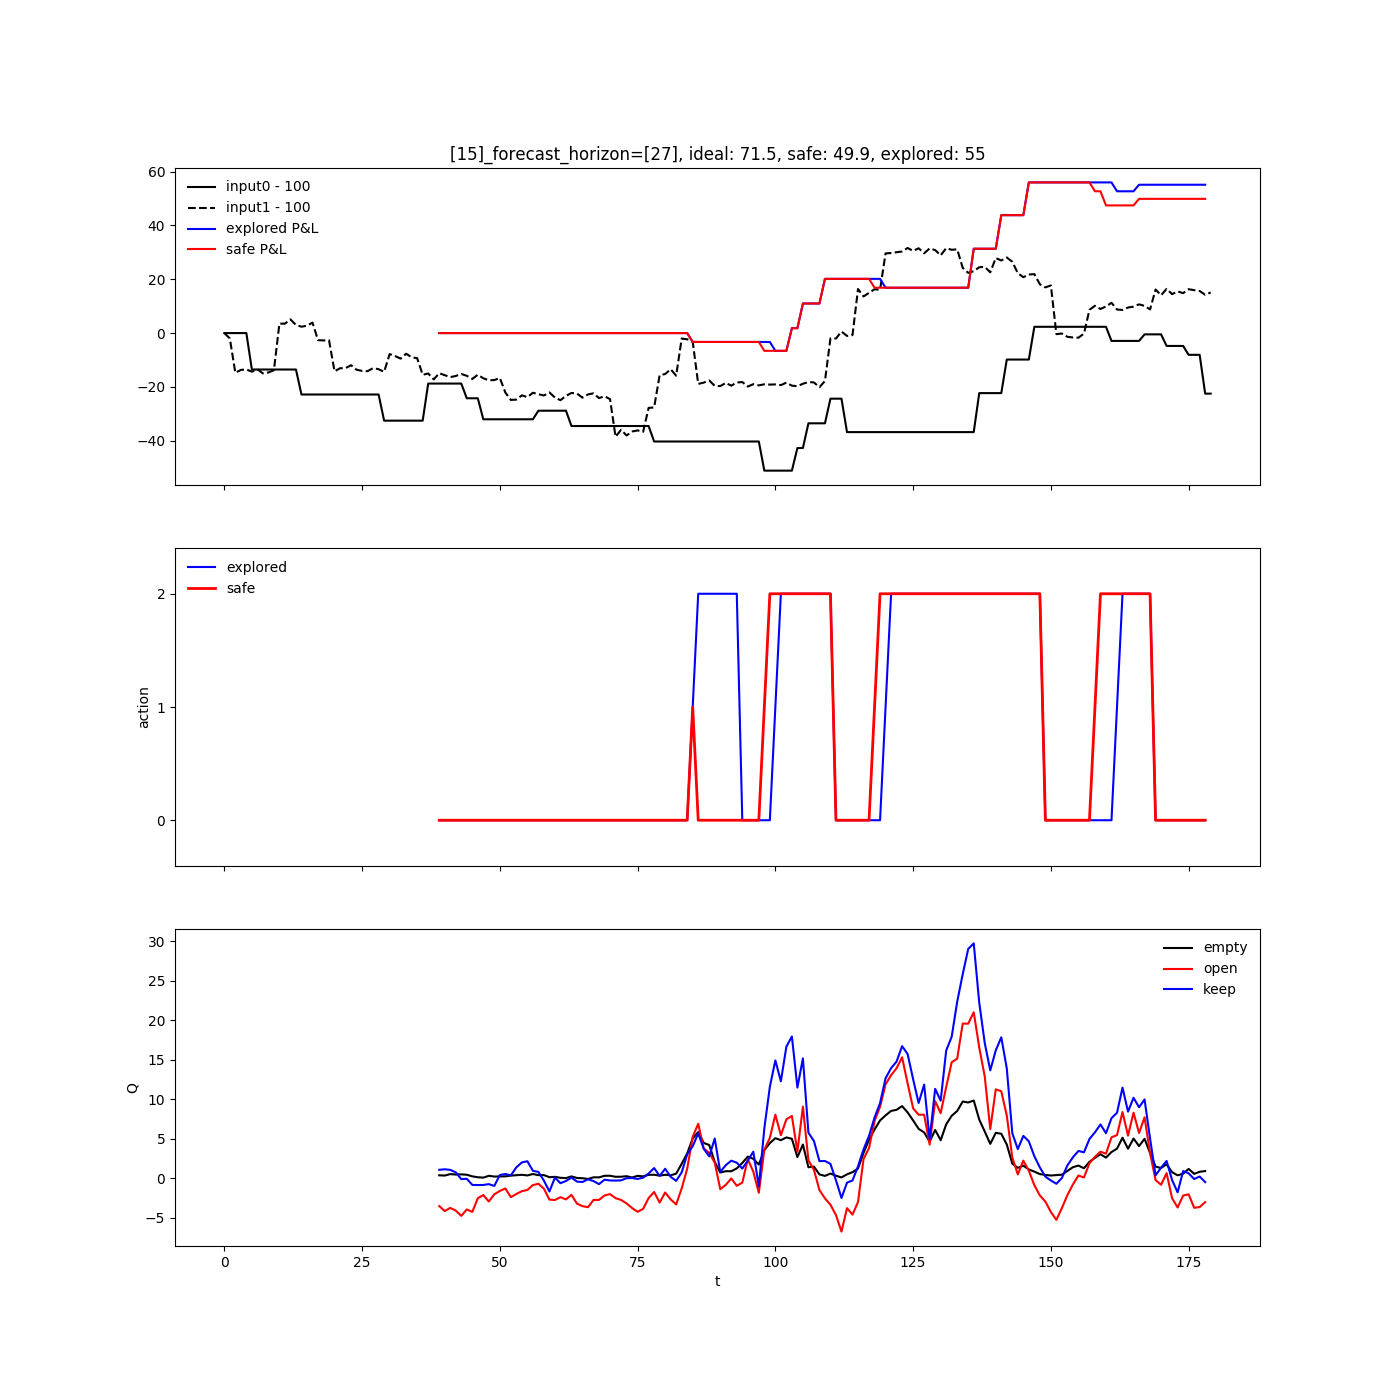 [15]_forecast_horizon=[27], ideal: 71.5, safe: 49.9, explored: 55
60
40
20
0
−20
−40
input0 - 100
input1 - 100
explored P&L
safe P&L
2
1
0
action
explored
safe
30
25
20
15
10
5
0
−5
Q
empty
open
keep
0 25 50 75 100 125 150 175
t